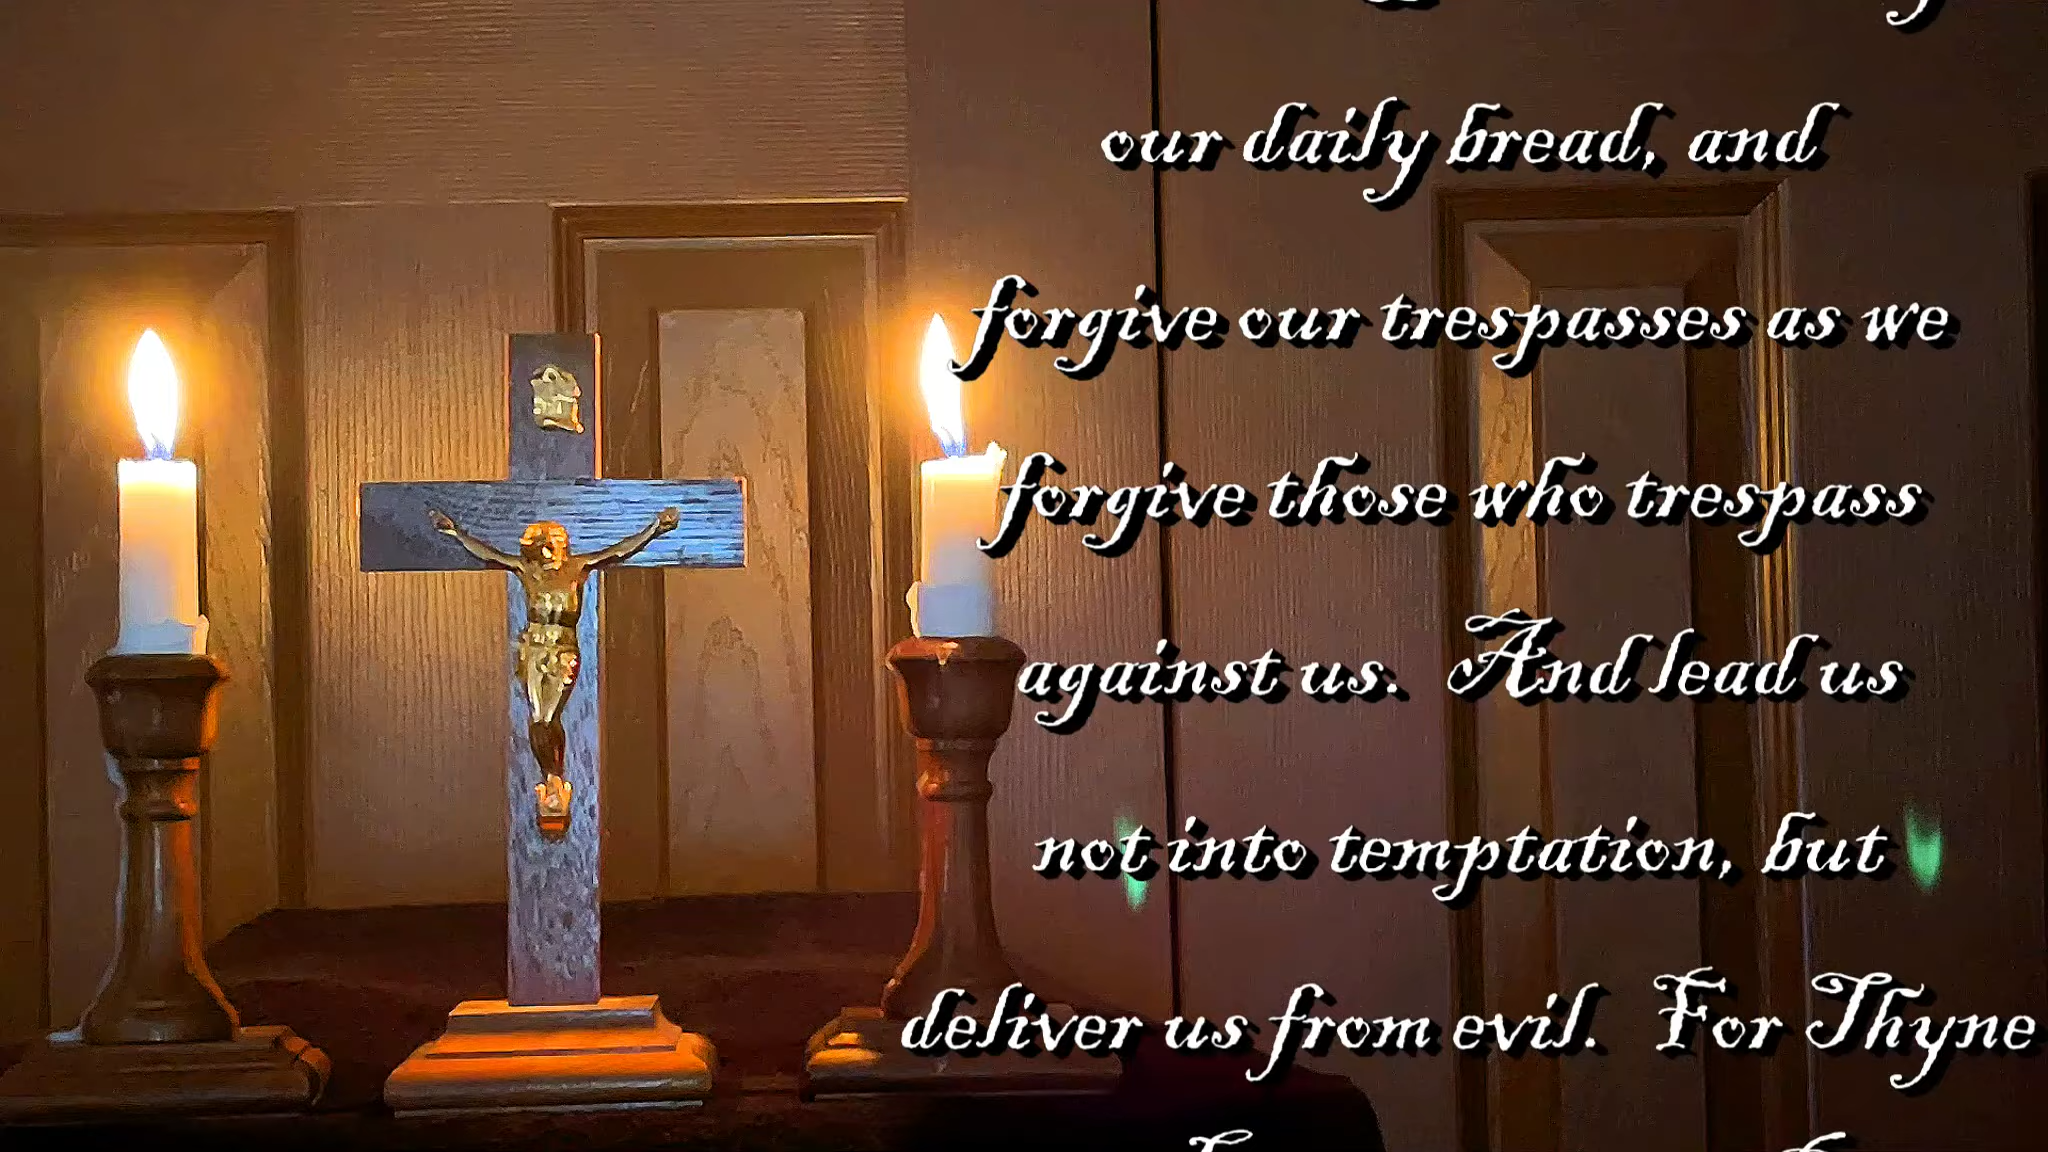 our daily bread, and
forgive our trespasses as we
forgive those who trespass
against us. And lead us
not into temptation, but
deliver us from evil. For Thyne